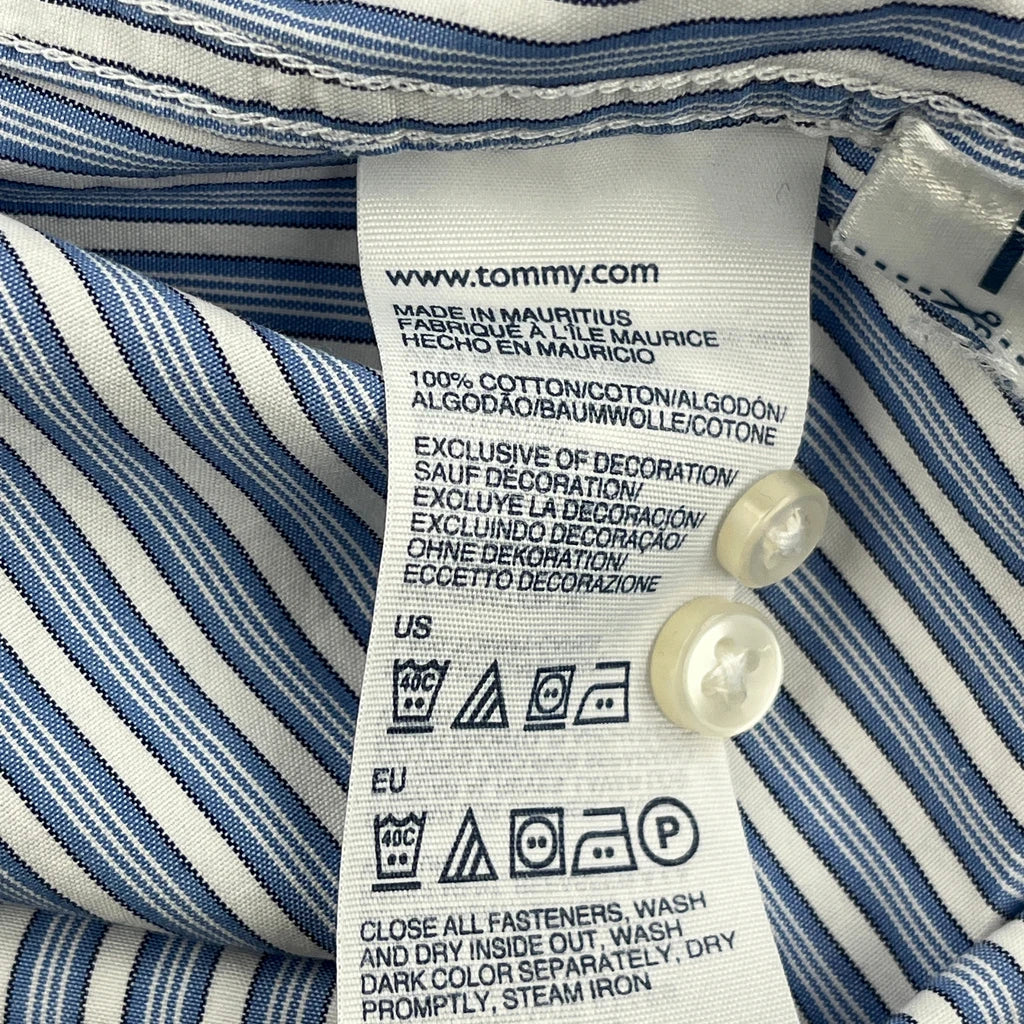 www.tommy.com
MADE IN MAURITIUS
FABRIQUÉ À L'ÎLE MAURICE
HECHO EN MAURICIO
100% COTTON/COTON/ALGODÓN/
ALGODÃO/BAUMWOLLE/COTONE
EXCLUSIVE OF DECORATION/
SAUF DÉCORATION/
EXCLUYE LA DECORACIÓN/
EXCLUINDO DECORAÇÃO/
OHNE DEKORATION/
ECCETTO DECORAZIONE
US
40C
EU
40C P
CLOSE ALL FASTENERS, WASH
AND DRY INSIDE OUT, WASH
DARK COLOR SEPARATELY, DRY
PROMPTLY, STEAM IRON